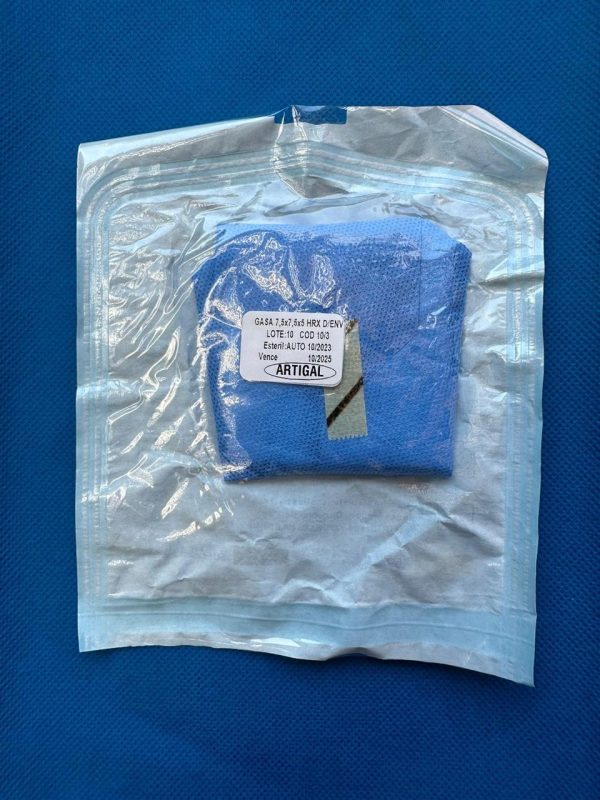 GASA 7,5x7,5x5 HRX D/ENV
LOTE:10 COD 10/3
Esteril:AUTO 10/2023
Vence 10/2025
ARTIGAL